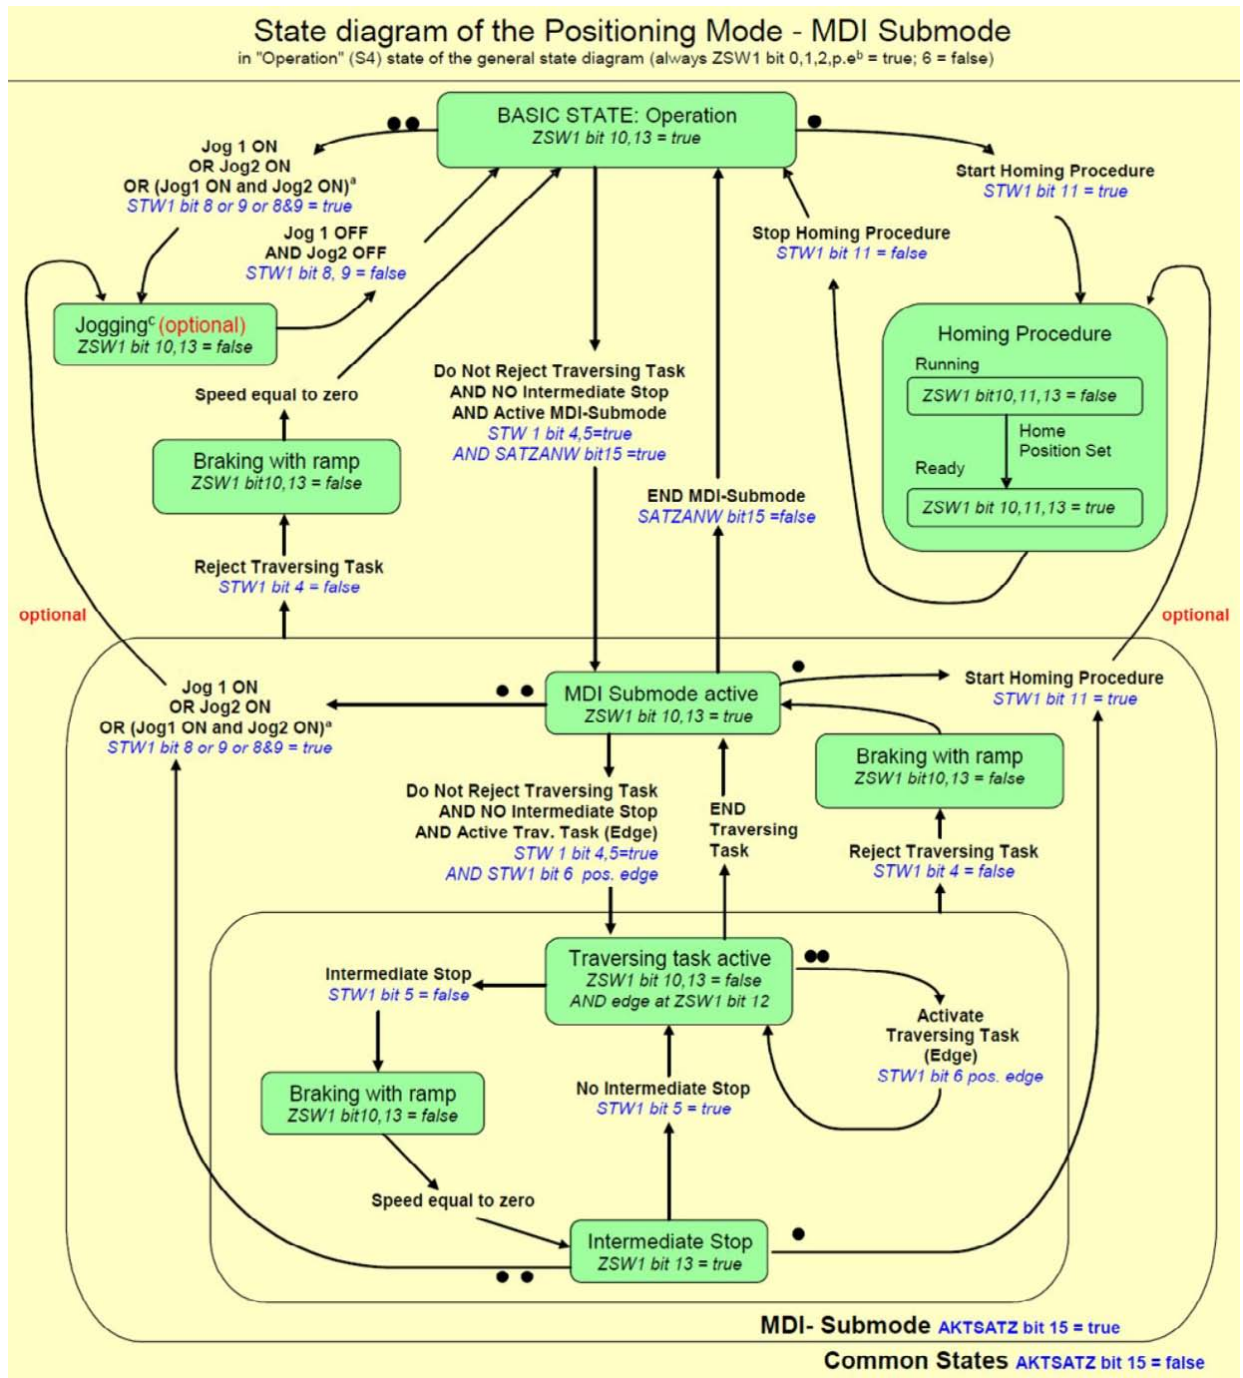 State diagram of the Positioning Mode - MDI Submode
in "Operation" (S4) state of the general state diagram (always ZSW1 bit 0,1,2,p.eᵇ = true; 6 = false)
BASIC STATE: Operation
ZSW1 bit 10,13 = true
Jog 1 ON
OR Jog2 ON
OR (Jog1 ON and Jog2 ON)ᵃ
STW1 bit 8 or 9 or 8&9 = true
Start Homing Procedure
STW1 bit 11 = true
Jog 1 OFF
AND Jog2 OFF
STW1 bit 8, 9 = false
Stop Homing Procedure
STW1 bit 11 = false
Joggingᶜ (optional)
ZSW1 bit 10,13 = false
Homing Procedure
Running
ZSW1 bit10,11,13 = false
Home
Position Set
Ready
ZSW1 bit 10,11,13 = true
Do Not Reject Traversing Task
AND NO Intermediate Stop
AND Active MDI-Submode
STW 1 bit 4,5=true
AND SATZANW bit15 =true
Speed equal to zero
Braking with ramp
ZSW1 bit10,13 = false
END MDI-Submode
SATZANW bit15 =false
Reject Traversing Task
STW1 bit 4 = false
optional
optional
Jog 1 ON
OR Jog2 ON
OR (Jog1 ON and Jog2 ON)ᵃ
STW1 bit 8 or 9 or 8&9 = true
MDI Submode active
ZSW1 bit 10,13 = true
Start Homing Procedure
STW1 bit 11 = true
Braking with ramp
ZSW1 bit10,13 = false
Do Not Reject Traversing Task
AND NO Intermediate Stop
AND Active Trav. Task (Edge)
STW 1 bit 4,5=true
AND STW1 bit 6 pos. edge
END
Traversing
Task
Reject Traversing Task
STW1 bit 4 = false
Traversing task active
ZSW1 bit 10,13 = false
AND edge at ZSW1 bit 12
Intermediate Stop
STW1 bit 5 = false
Activate
Traversing Task
(Edge)
STW1 bit 6 pos. edge
Braking with ramp
ZSW1 bit10,13 = false
No Intermediate Stop
STW1 bit 5 = true
Speed equal to zero
Intermediate Stop
ZSW1 bit 13 = true
MDI- Submode AKTSATZ bit 15 = true
Common States AKTSATZ bit 15 = false